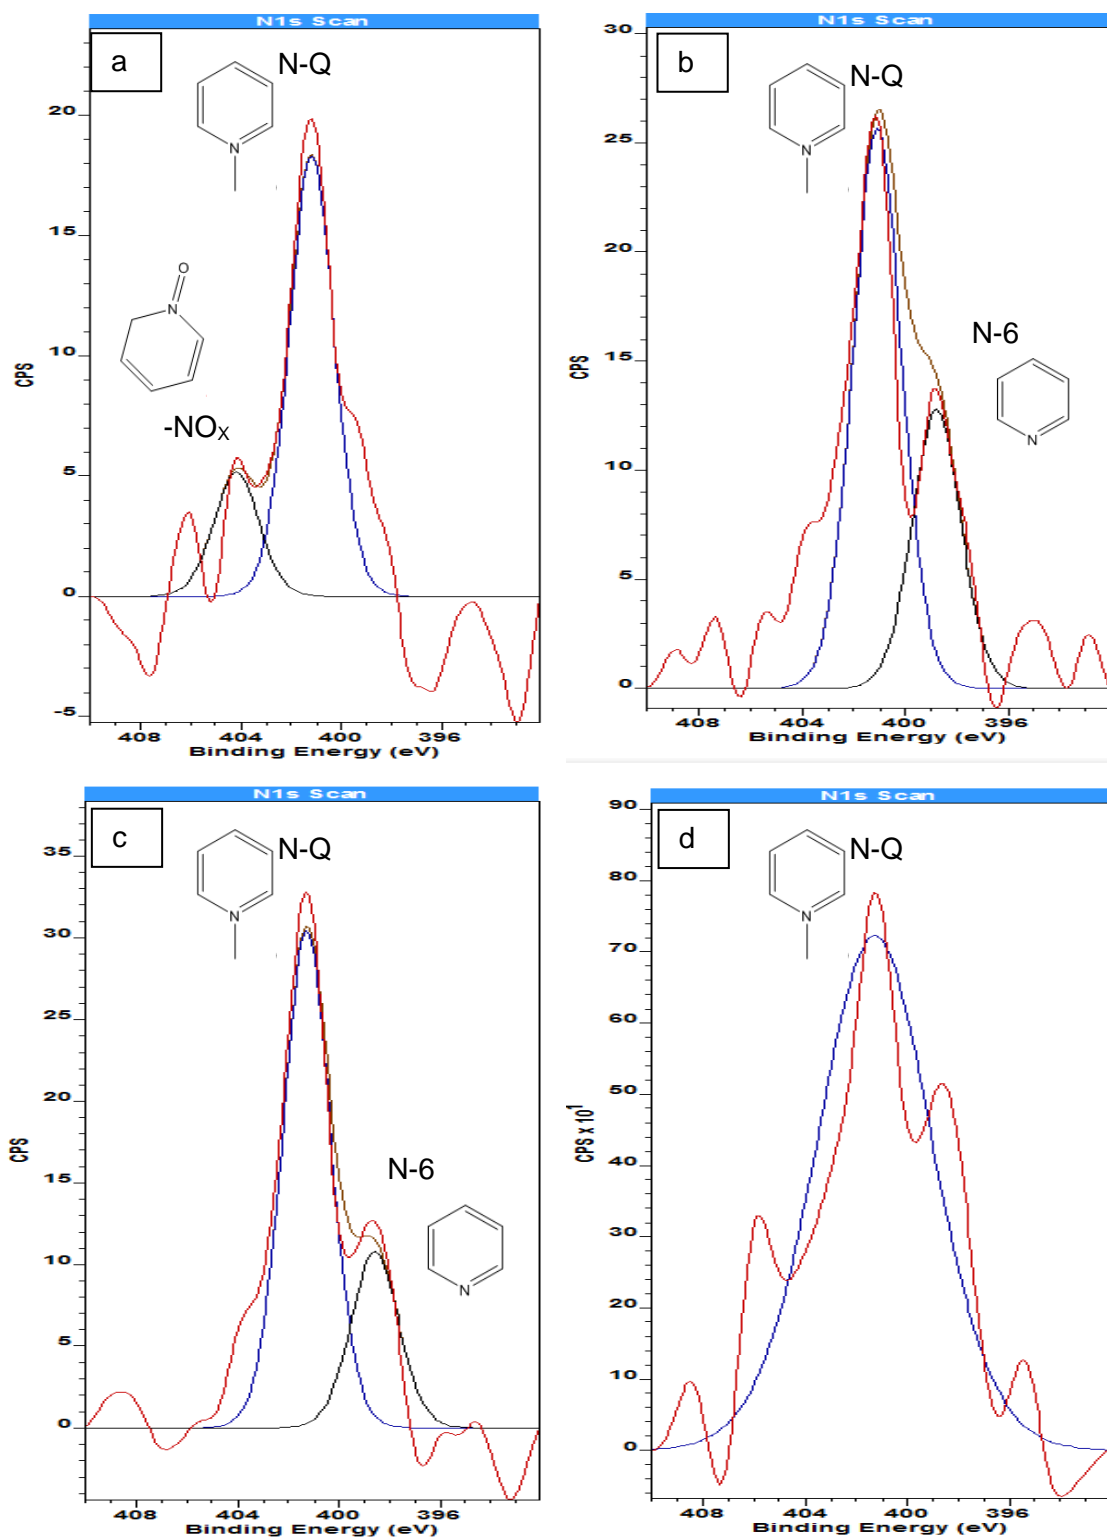 N1s Scan
a
N-Q
N
20
15
O
N
-NOX
10
5
0
-5
CPS
408 404 400 396
Binding Energy (eV)
N1s Scan
b
N-Q
N
N-6
N
30
25
20
15
10
5
0
CPS
408 404 400 396
Binding Energy (eV)
N1s Scan
c
N-Q
N
N-6
N
35
30
25
20
15
10
5
0
CPS
408 404 400 396
Binding Energy (eV)
N1s Scan
d
N-Q
N
90
80
70
60
50
40
30
20
10
0
CPS x 10¹
408 404 400 396
Binding Energy (eV)